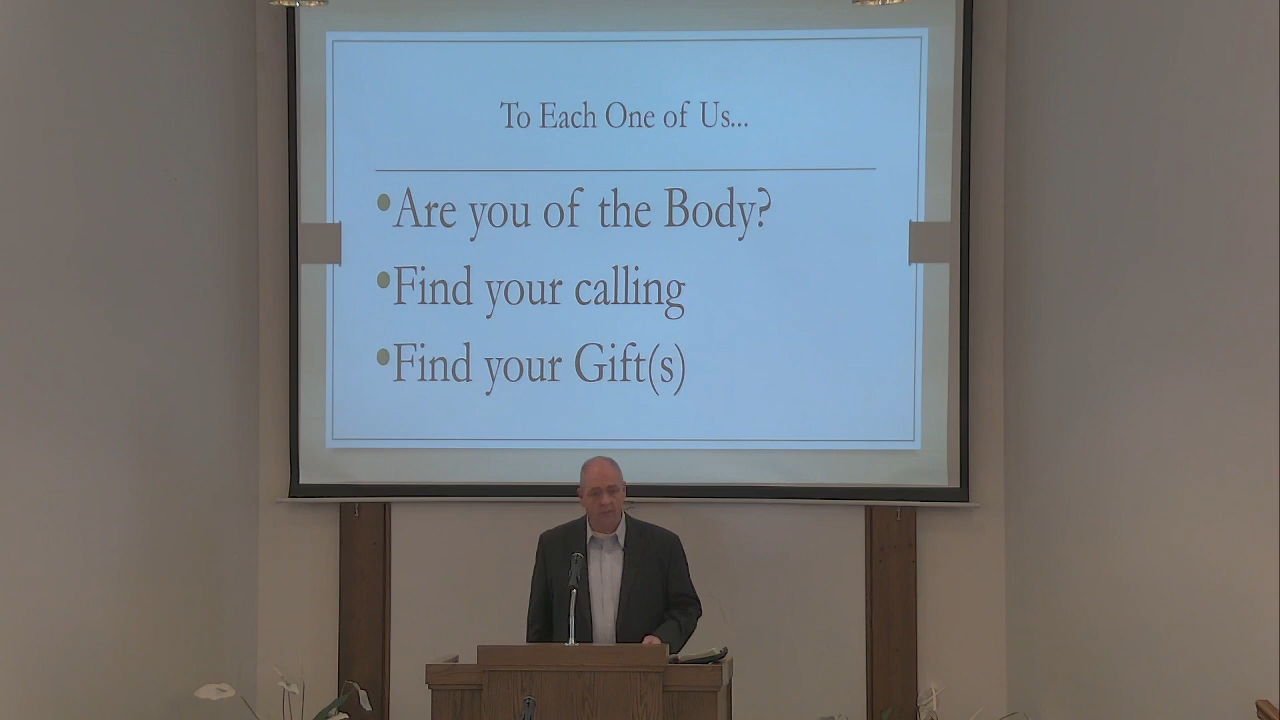 To Each One of Us...
•Are you of the Body?
•Find your calling
•Find your Gift(s)